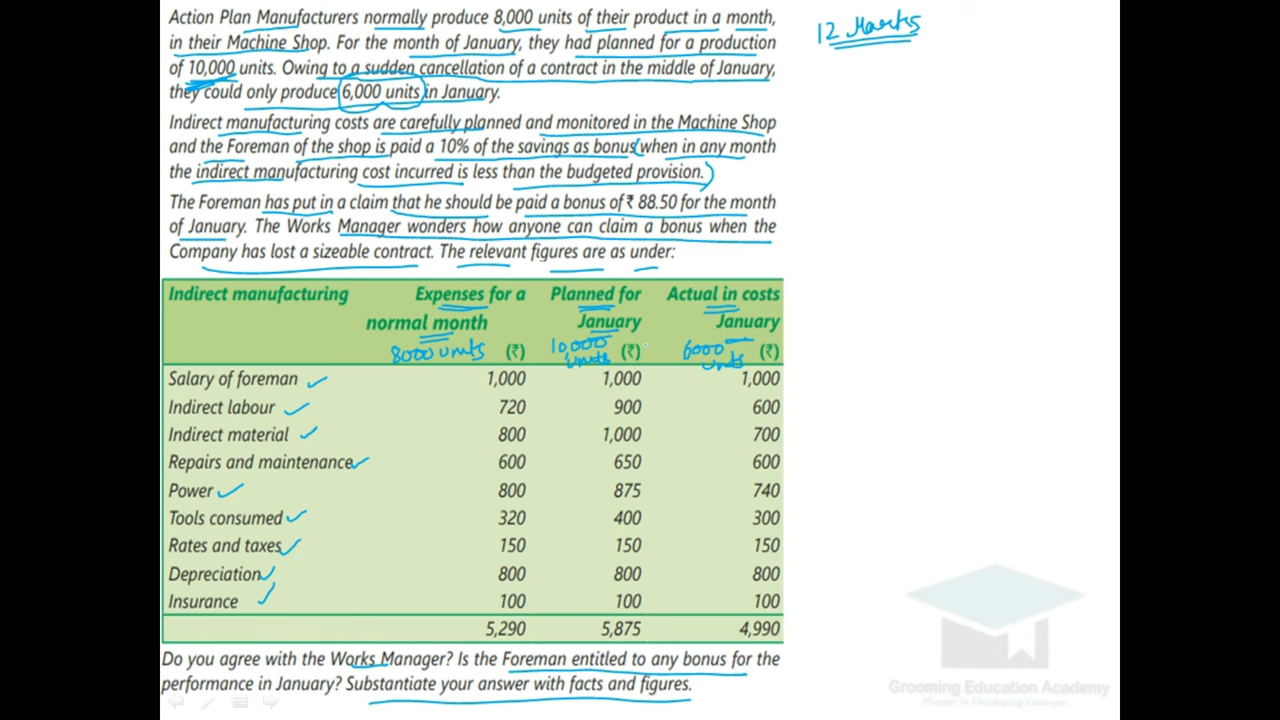 Action Plan Manufacturers normally produce 8,000 units of their product in a month,
in their Machine Shop. For the month of January, they had planned for a production
of 10,000 units. Owing to a sudden cancellation of a contract in the middle of January,
they could only produce 6,000 units in January.
12 Marks
Indirect manufacturing costs are carefully planned and monitored in the Machine Shop
and the Foreman of the shop is paid a 10% of the savings as bonus (when in any month
the indirect manufacturing cost incurred is less than the budgeted provision.)
The Foreman has put in a claim that he should be paid a bonus of ₹ 88.50 for the month
of January. The Works Manager wonders how anyone can claim a bonus when the
Company has lost a sizeable contract. The relevant figures are as under:
Indirect manufacturing Expenses for a Planned for Actual in costs
normal month January January
8000 units (₹) 10,000 units (₹) 6000 units (₹)
Salary of foreman 1,000 1,000 1,000
Indirect labour 720 900 600
Indirect material 800 1,000 700
Repairs and maintenance 600 650 600
Power 800 875 740
Tools consumed 320 400 300
Rates and taxes 150 150 150
Depreciation 800 800 800
Insurance 100 100 100
5,290 5,875 4,990
Do you agree with the Works Manager? Is the Foreman entitled to any bonus for the
performance in January? Substantiate your answer with facts and figures.
Grooming Education Academy